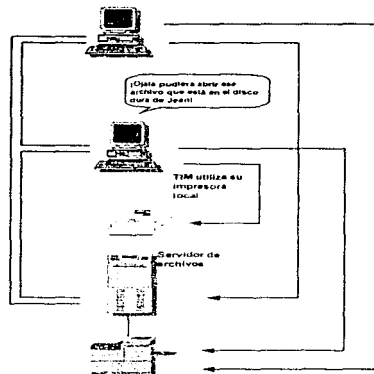 ¡Ojala pudiera abrir ese
archivo que está en el disco
duro de Jean!
TIM utiliza su
impresora
local
Servidor de
archivos